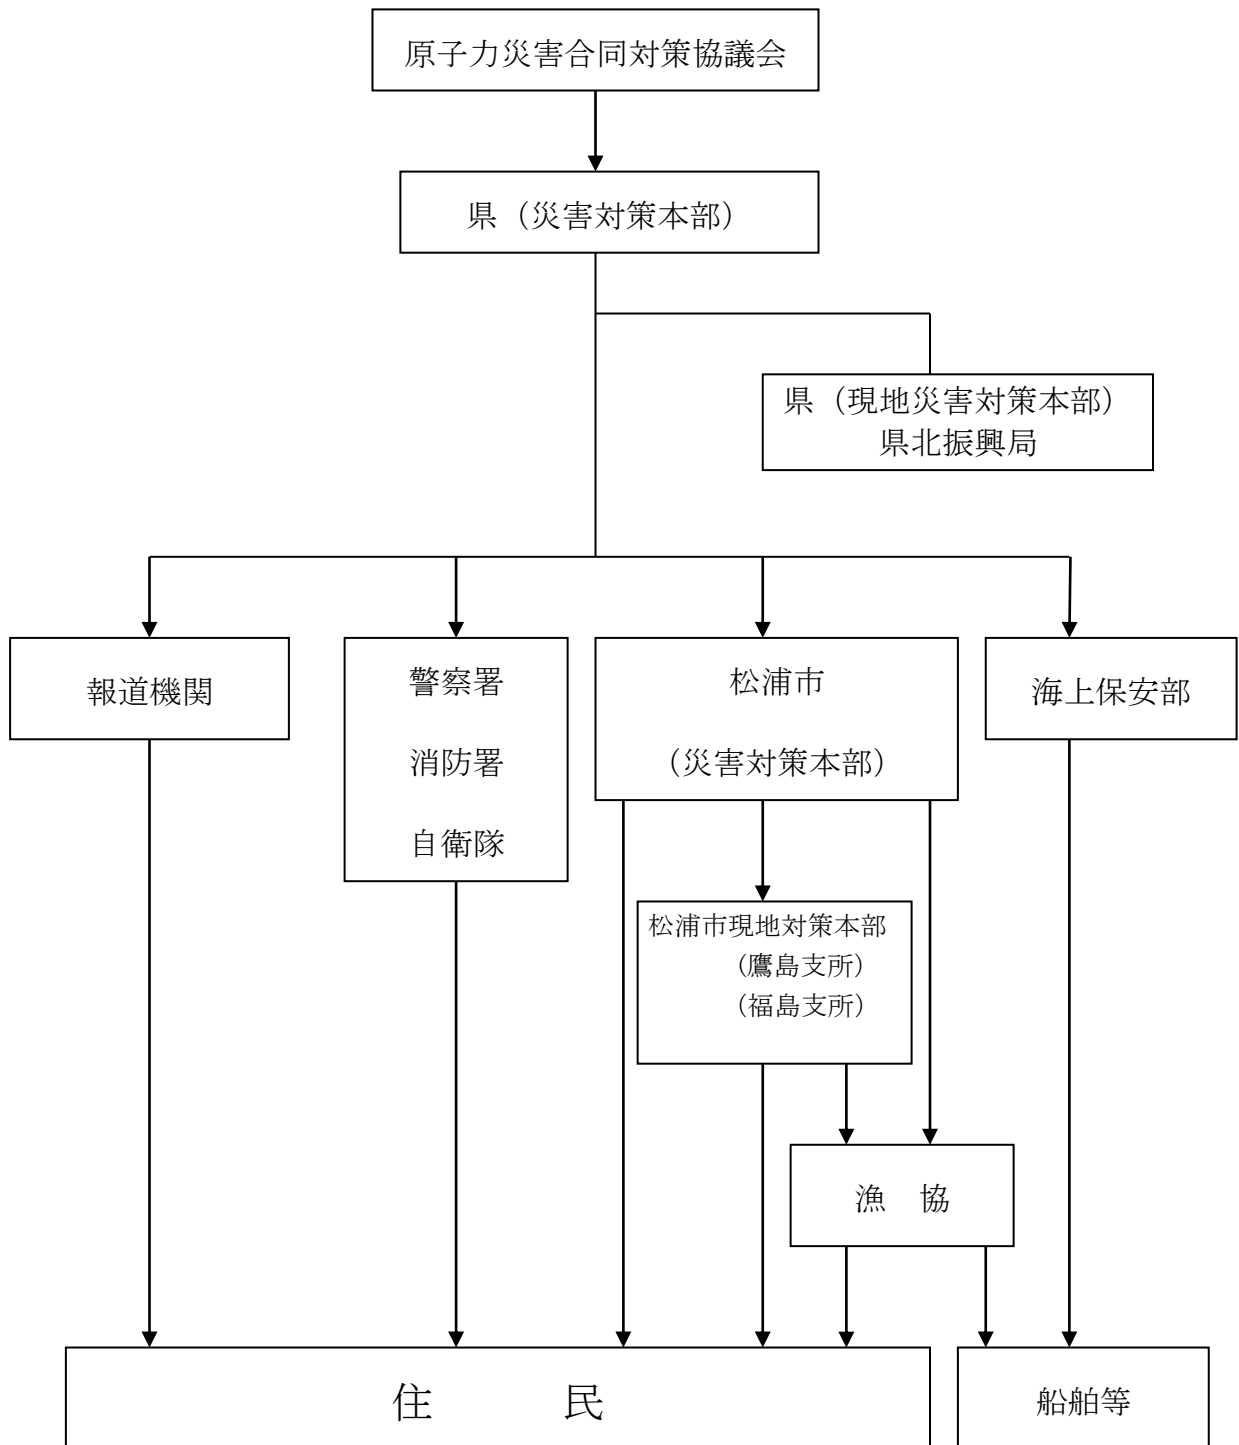 原子力災害合同対策協議会
県（災害対策本部）
県（現地災害対策本部）
県北振興局
報道機関
警察署
消防署
自衛隊
松浦市
（災害対策本部）
海上保安部
松浦市現地対策本部
（鷹島支所）
（福島支所）
漁　協
住　　　民
船舶等